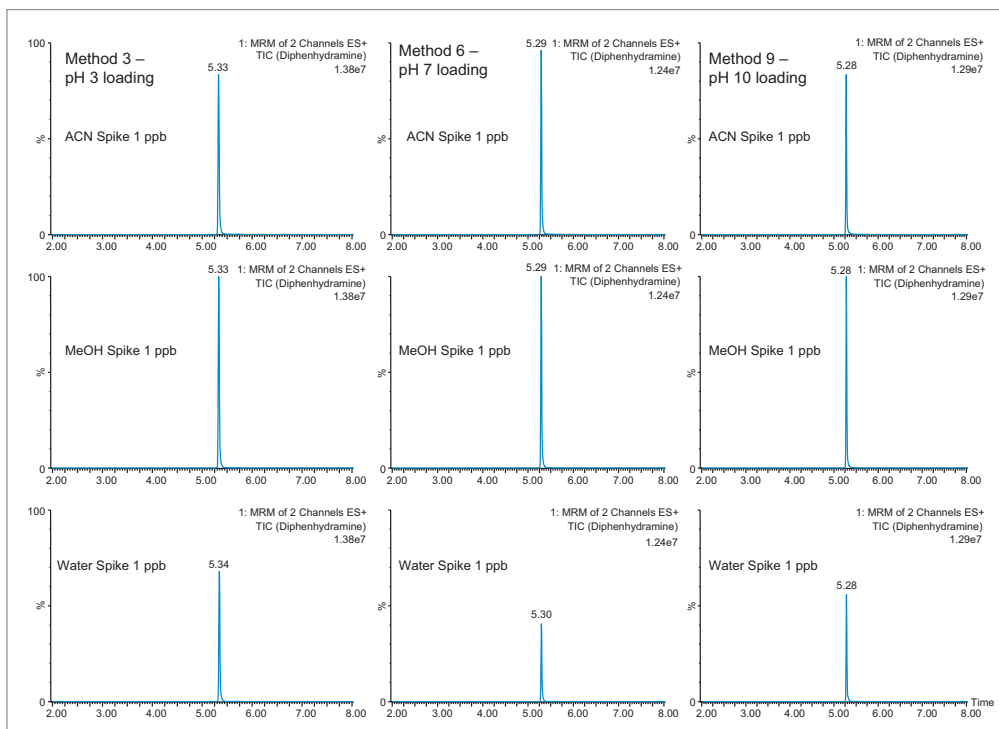 Method 3 –
pH 3 loading
1: MRM of 2 Channels ES+
TIC (Diphenhydramine)
1.38e7
ACN Spike 1 ppb
5.33
100
%
0
2.00 3.00 4.00 5.00 6.00 7.00 8.00
Method 6 –
pH 7 loading
1: MRM of 2 Channels ES+
TIC (Diphenhydramine)
1.24e7
ACN Spike 1 ppb
5.29
%
0
2.00 3.00 4.00 5.00 6.00 7.00 8.00
Method 9 –
pH 10 loading
1: MRM of 2 Channels ES+
TIC (Diphenhydramine)
1.29e7
ACN Spike 1 ppb
5.28
%
0
2.00 3.00 4.00 5.00 6.00 7.00 8.00
5.33
1: MRM of 2 Channels ES+
TIC (Diphenhydramine)
1.38e7
MeOH Spike 1 ppb
100
%
0
2.00 3.00 4.00 5.00 6.00 7.00 8.00
5.29
1: MRM of 2 Channels ES+
TIC (Diphenhydramine)
1.24e7
MeOH Spike 1 ppb
%
0
2.00 3.00 4.00 5.00 6.00 7.00 8.00
5.28
1: MRM of 2 Channels ES+
TIC (Diphenhydramine)
1.29e7
MeOH Spike 1 ppb
%
0
2.00 3.00 4.00 5.00 6.00 7.00 8.00
1: MRM of 2 Channels ES+
TIC (Diphenhydramine)
1.38e7
Water Spike 1 ppb
5.34
100
%
0
2.00 3.00 4.00 5.00 6.00 7.00 8.00
1: MRM of 2 Channels ES+
TIC (Diphenhydramine)
1.24e7
Water Spike 1 ppb
5.30
%
0
2.00 3.00 4.00 5.00 6.00 7.00 8.00
1: MRM of 2 Channels ES+
TIC (Diphenhydramine)
1.29e7
Water Spike 1 ppb
5.28
%
0
Time
2.00 3.00 4.00 5.00 6.00 7.00 8.00